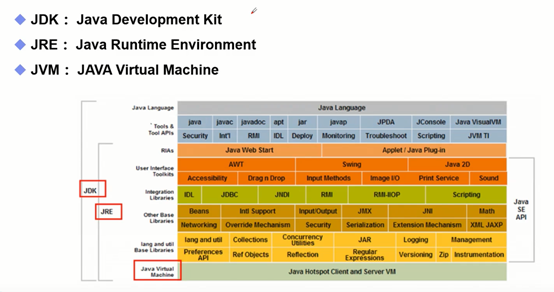 JDK： Java Development Kit
JRE： Java Runtime Environment
JVM： JAVA Virtual Machine
Java Language Java Language
Tools & Tool APIs java javac javadoc apt jar javap JPDA JConsole Java VisualVM
Security Int'l RMI IDL Deploy Monitoring Troubleshoot Scripting JVM TI
RIAs Java Web Start Applet / Java Plug-in
User Interface Toolkits AWT Swing Java 2D
Accessibility Drag n Drop Input Methods Image I/O Print Service Sound
Integration Libraries IDL JDBC JNDI RMI RMI-IIOP Scripting
JDK
JRE
Java SE API
Other Base Libraries Beans Intl Support Input/Output JMX JNI Math
Networking Override Mechanism Security Serialization Extension Mechanism XML JAXP
lang and util Base Libraries lang and util Collections Concurrency Utilities JAR Logging Management
Preferences API Ref Objects Reflection Regular Expressions Versioning Zip Instrumentation
Java Virtual Machine Java Hotspot Client and Server VM